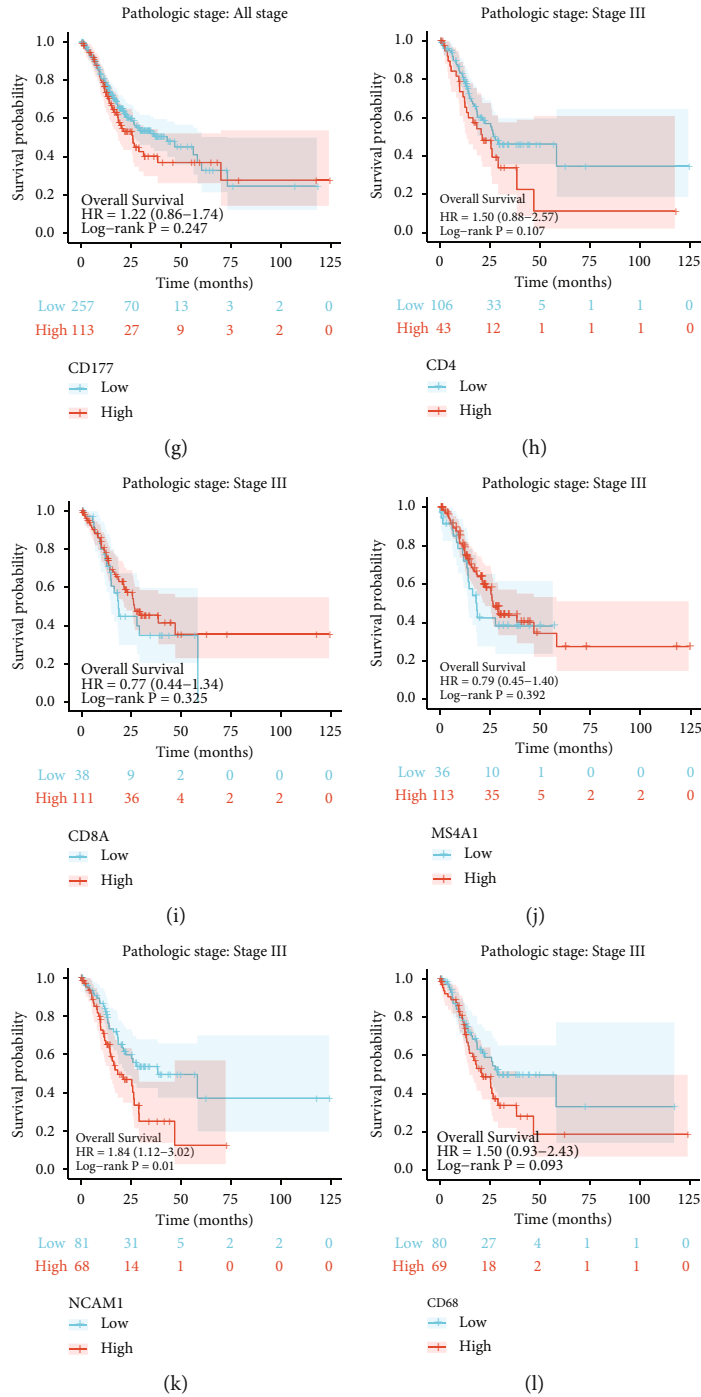 Pathologic stage: All stage
Survival probability
1.0
0.8
0.6
0.4
0.2
0.0
Overall Survival
HR = 1.22 (0.86−1.74)
Log−rank P = 0.247
0 25 50 75 100 125
Time (months)
Low 257 70 13 3 2 0
High 113 27 9 3 2 0
CD177
Low
High
(g)
Pathologic stage: Stage III
Survival probability
1.0
0.8
0.6
0.4
0.2
0.0
Overall Survival
HR = 1.50 (0.88−2.57)
Log−rank P = 0.107
0 25 50 75 100 125
Time (months)
Low 106 33 5 1 1 0
High 43 12 1 1 1 0
CD4
Low
High
(h)
Pathologic stage: Stage III
Survival probability
1.0
0.8
0.6
0.4
0.2
0.0
Overall Survival
HR = 0.77 (0.44−1.34)
Log−rank P = 0.325
0 25 50 75 100 125
Time (months)
Low 38 9 2 0 0 0
High 111 36 4 2 2 0
CD8A
Low
High
(i)
Pathologic stage: Stage III
Survival probability
1.0
0.8
0.6
0.4
0.2
0.0
Overall Survival
HR = 0.79 (0.45−1.40)
Log−rank P = 0.392
0 25 50 75 100 125
Time (months)
Low 36 10 1 0 0 0
High 113 35 5 2 2 0
MS4A1
Low
High
(j)
Pathologic stage: Stage III
Survival probability
1.0
0.8
0.6
0.4
0.2
0.0
Overall Survival
HR = 1.84 (1.12−3.02)
Log−rank P = 0.01
0 25 50 75 100 125
Time (months)
Low 81 31 5 2 2 0
High 68 14 1 0 0 0
NCAM1
Low
High
(k)
Pathologic stage: Stage III
Survival probability
1.0
0.8
0.6
0.4
0.2
0.0
Overall Survival
HR = 1.50 (0.93−2.43)
Log−rank P = 0.093
0 25 50 75 100 125
Time (months)
Low 80 27 4 1 1 0
High 69 18 2 1 1 0
CD68
Low
High
(l)